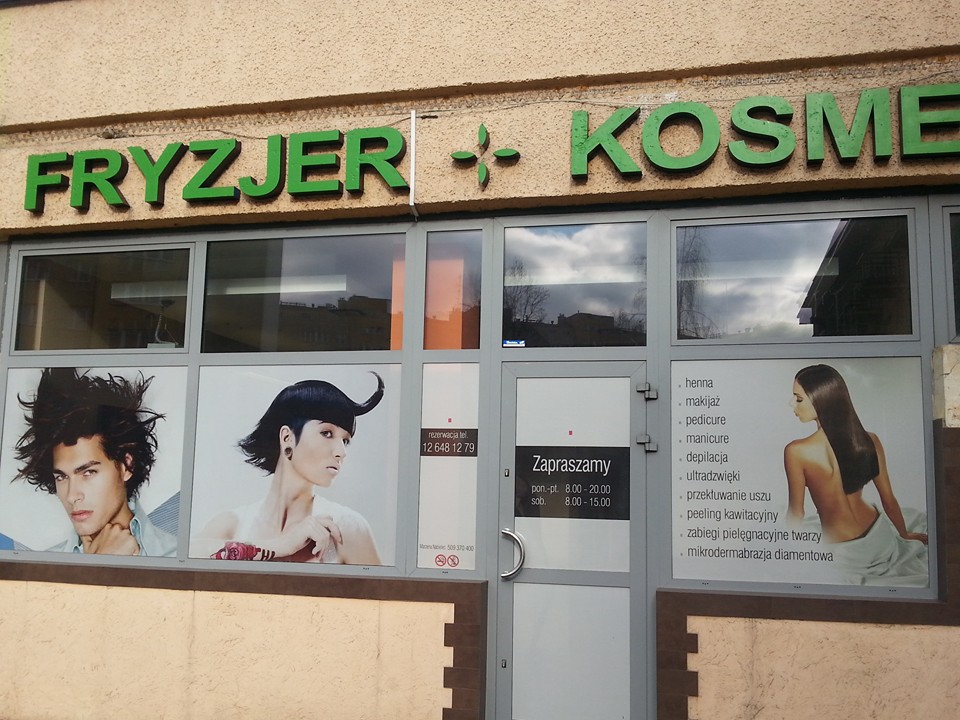 FRYZJER KOSME
rezerwacja tel.
12 648 12 79
Zapraszamy
pon.-pt. 8.00 - 20.00
sob. 8.00 - 15.00
henna
makijaż
pedicure
manicure
depilacja
ultradzwięki
przekłuwanie uszu
peeling kawitacyjny
zabiegi pielęgnacyjne twarzy
mikrodermabrazja diamentowa